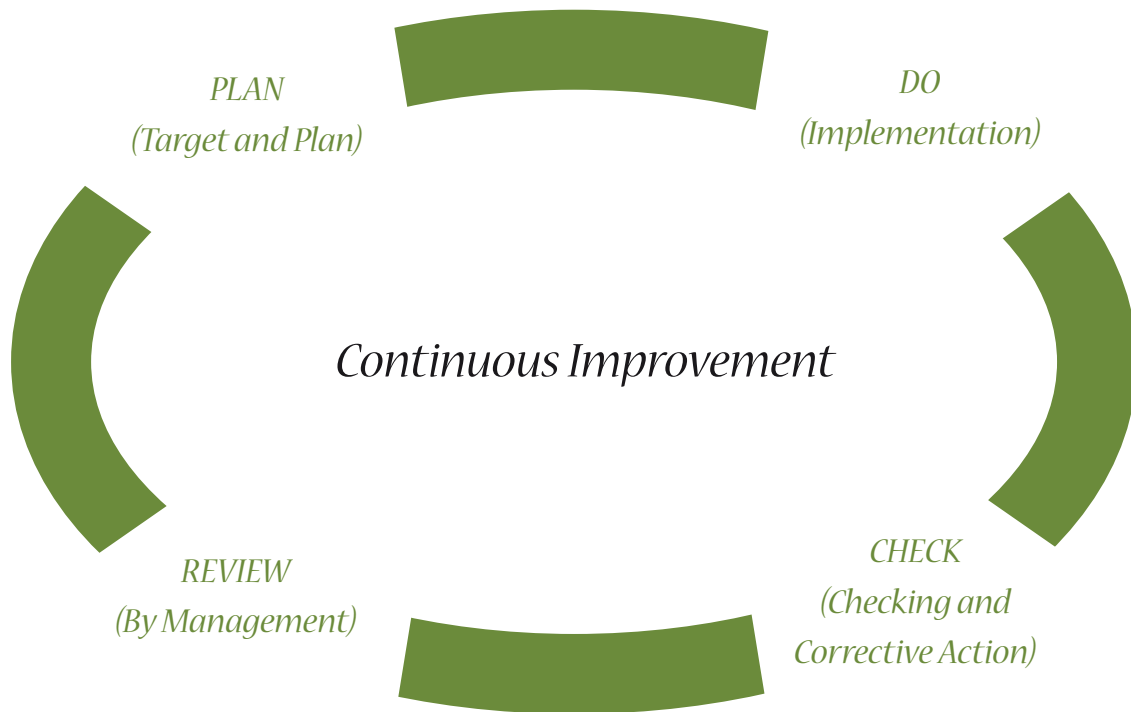 PLAN
(Target and Plan)
DO
(Implementation)
Continuous Improvement
REVIEW
(By Management)
CHECK
(Checking and
Corrective Action)